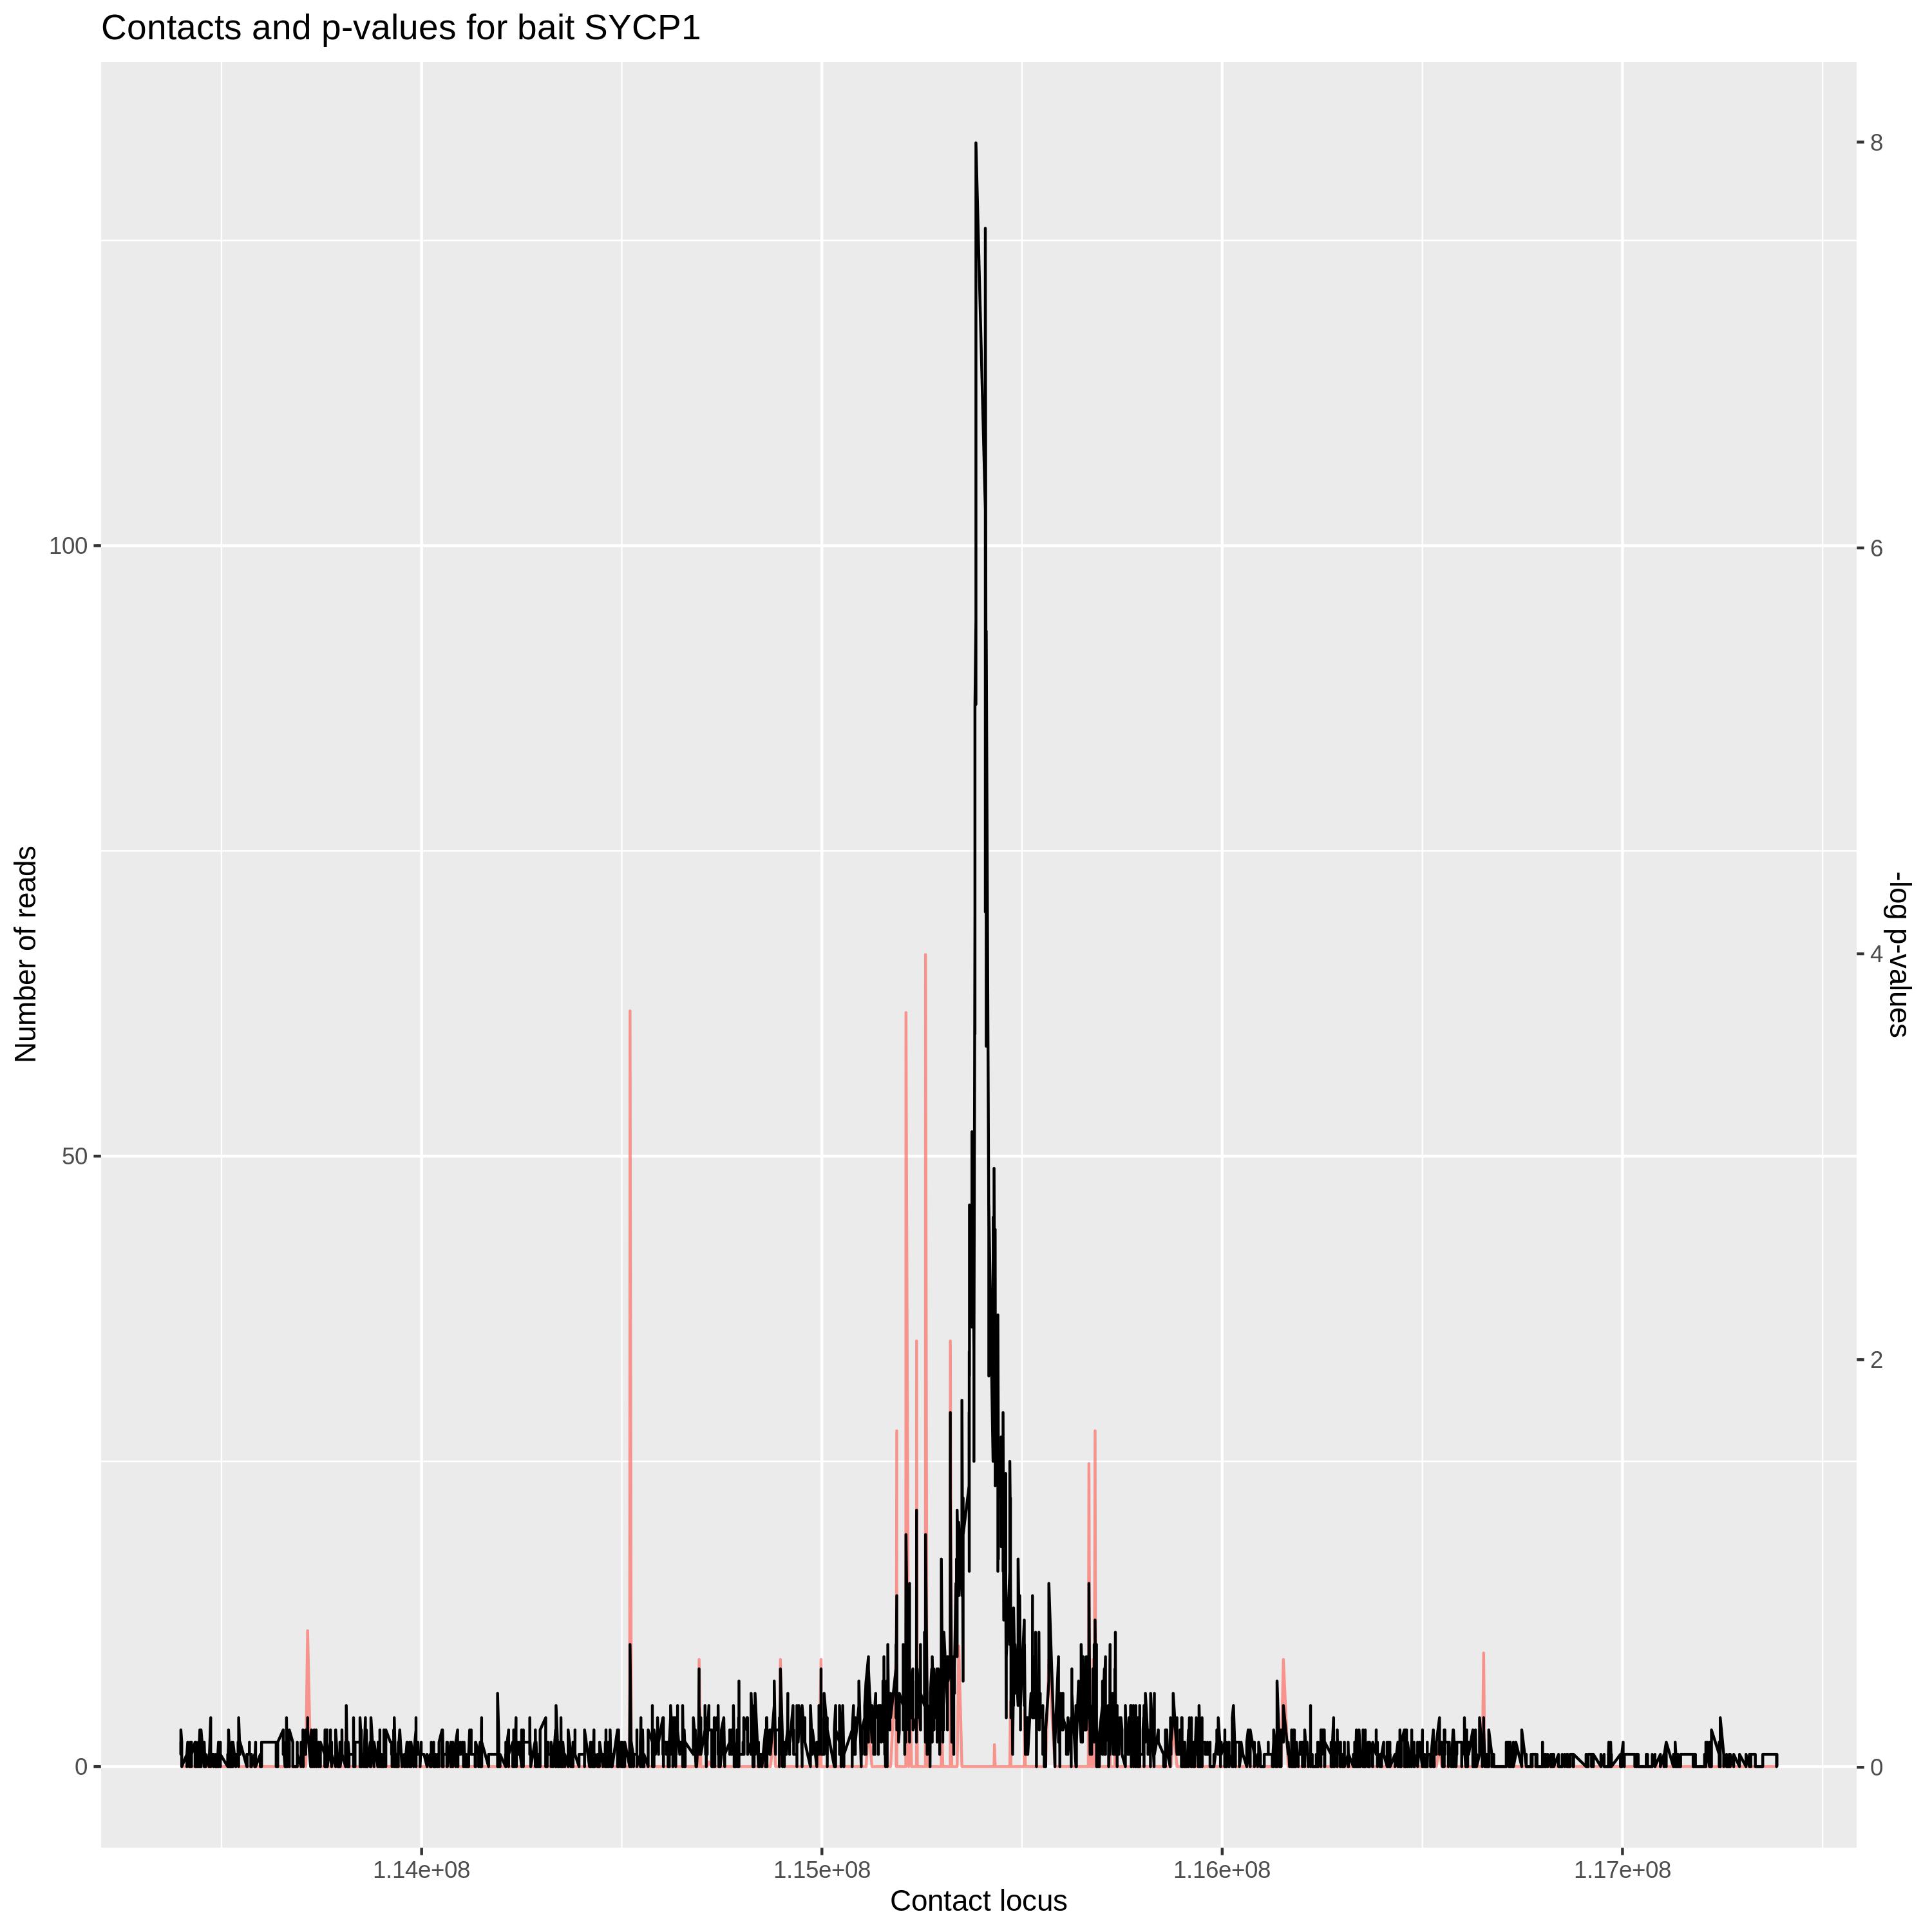 Contacts and p-values for bait SYCP1
100
50
0
Number of reads
8
6
4
2
0
-log p-values
1.14e+08
1.15e+08
1.16e+08
1.17e+08
Contact locus